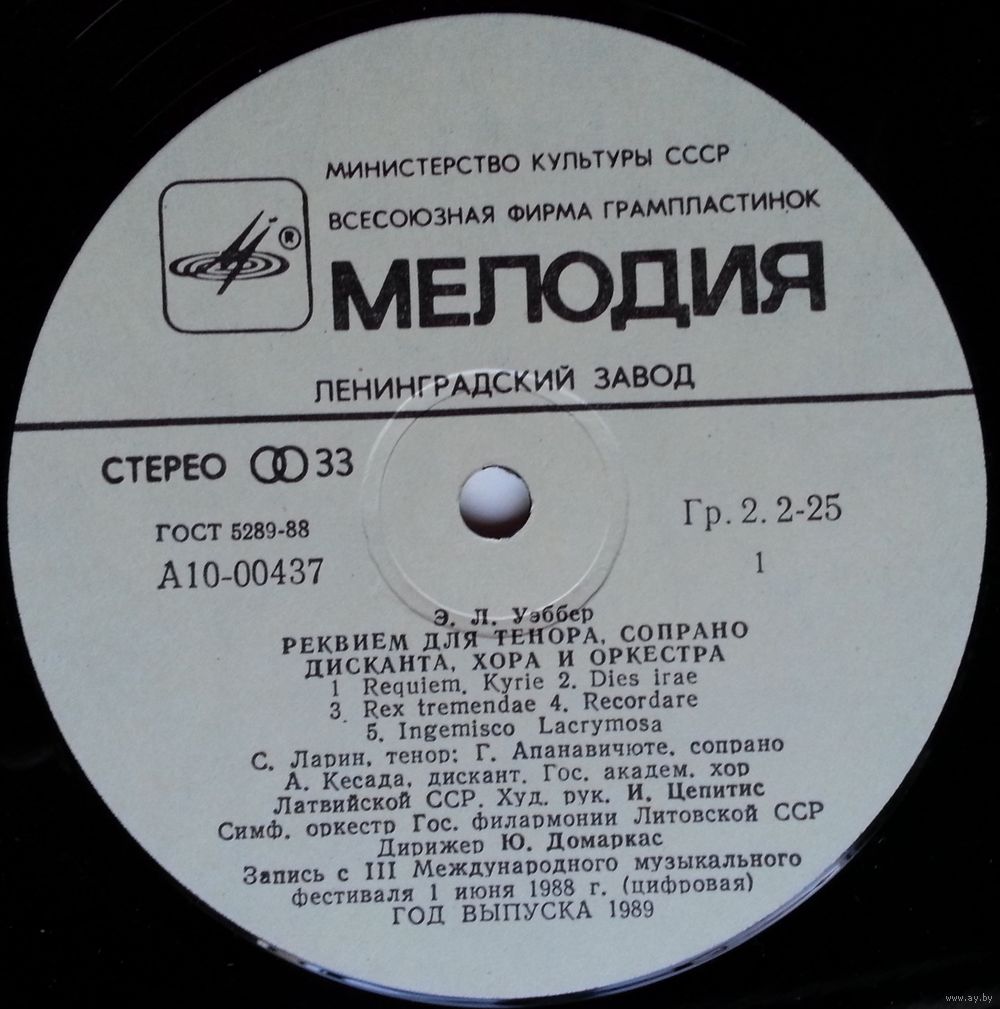 МИНИСТЕРСТВО КУЛЬТУРЫ СССР
ВСЕСОЮЗНАЯ ФИРМА ГРАМПЛАСТИНОК
®
МЕЛОДИЯ
ЛЕНИНГРАДСКИЙ ЗАВОД
СТЕРЕО 33
ГОСТ 5289-88
Гр. 2. 2-25
А10-00437
1
Э. Л. Уэббер
РЕКВИЕМ ДЛЯ ТЕНОРА, СОПРАНО
ДИСКАНТА, ХОРА И ОРКЕСТРА
1 Requiem. Kyrie 2. Dies irae
3. Rex tremendae 4. Recordare
5. Ingemisco Lacrymosa
С. Ларин, тенор; Г. Апанавичюте, сопрано
А. Кесада, дискант. Гос. академ. хор
Латвийской ССР. Худ. рук. И. Цепитис
Симф. оркестр Гос. филармонии Литовской ССР
Дирижер Ю. Домаркас
Запись с III Международного музыкального
фестиваля 1 июня 1988 г. (цифровая)
ГОД ВЫПУСКА 1989
www.ay.by